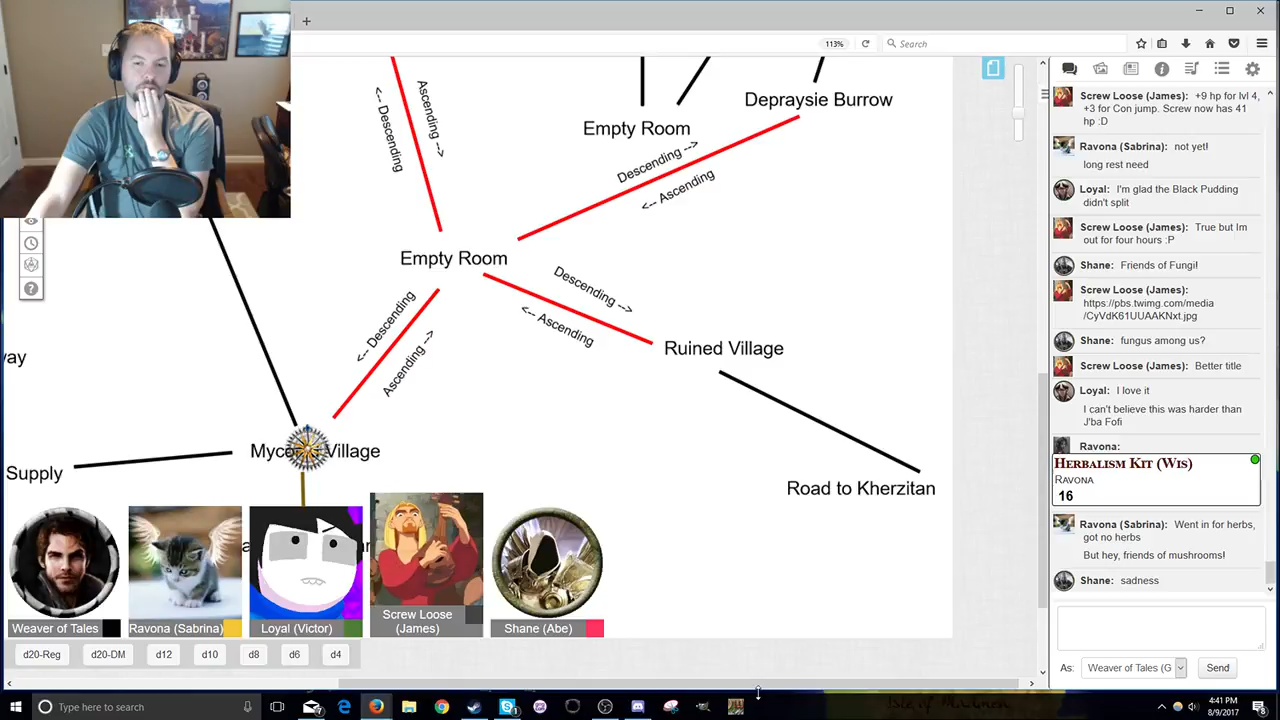 113%
Search
<-- Descending
Ascending -->
Empty Room
Depraysie Burrow
Descending -->
<-- Ascending
Empty Room
Descending -->
<-- Ascending
<-- Descending
Ascending -->
Ruined Village
way
Village
Supply
Road to Kherzitan
Weaver of Tales
Ravona (Sabrina)
Loyal (Victor)
Screw Loose
(James)
Shane (Abe)
d20-Reg
d20-DM
d12
d10
d8
d6
d4
Screw Loose (James): +9 hp for lvl 4,
+3 for Con jump. Screw now has 41
hp :D
Ravona (Sabrina): not yet!
long rest need
Loyal: I'm glad the Black Pudding
didn't split
Screw Loose (James): True but Im
out for four hours :P
Shane: Friends of Fungi!
Screw Loose (James):
https://pbs.twimg.com/media
/CyVdK61UUAAKNxt.jpg
Shane: fungus among us?
Screw Loose (James): Better title
Loyal: I love it
I can't believe this was harder than
J'ba Fofi
Ravona:
Herbalism Kit (Wis)
Ravona
16
Ravona (Sabrina): Went in for herbs,
got no herbs
But hey, friends of mushrooms!
Shane: sadness
As:
Weaver of Tales (G
Send
Type here to search
4:41 PM
8/9/2017